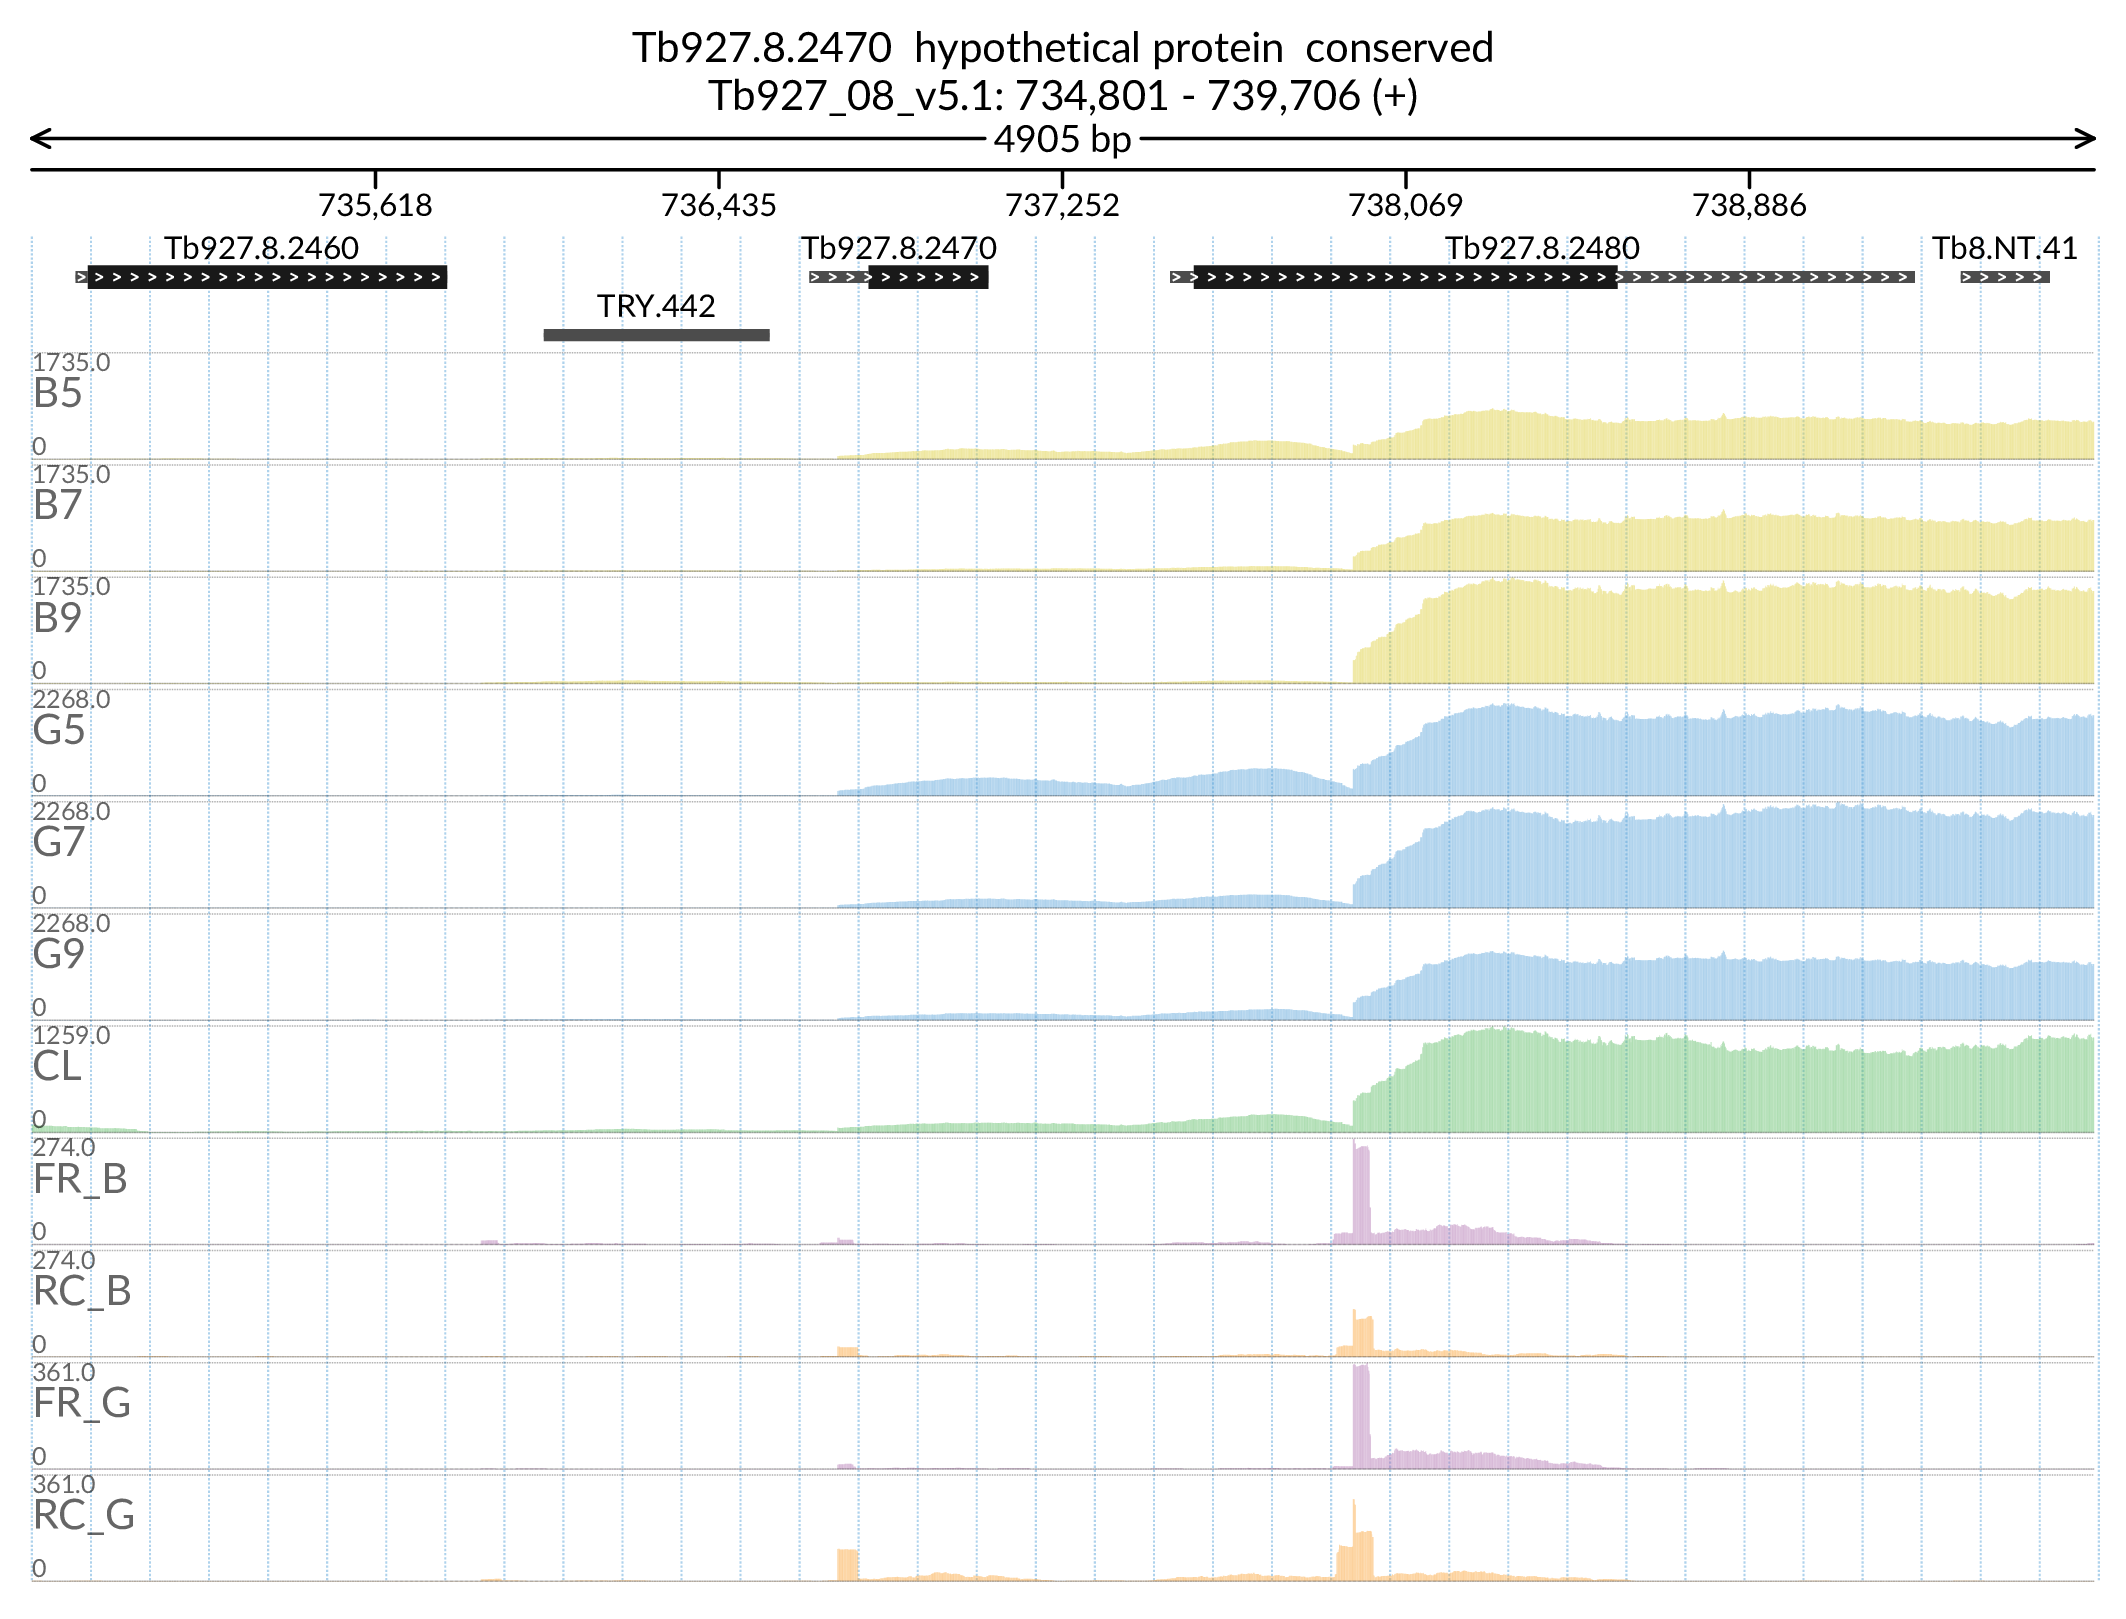 Tb927.8.2470  hypothetical protein  conserved
Tb927_08_v5.1: 734,801 - 739,706 (+)
4905 bp
735,618 736,435 737,252 738,069 738,886
Tb927.8.2460 Tb927.8.2470 Tb927.8.2480 Tb8.NT.41
TRY.442
1735.0
B5
0
1735.0
B7
0
1735.0
B9
0
2268.0
G5
0
2268.0
G7
0
2268.0
G9
0
1259.0
CL
0
274.0
FR_B
0
274.0
RC_B
0
361.0
FR_G
0
361.0
RC_G
0